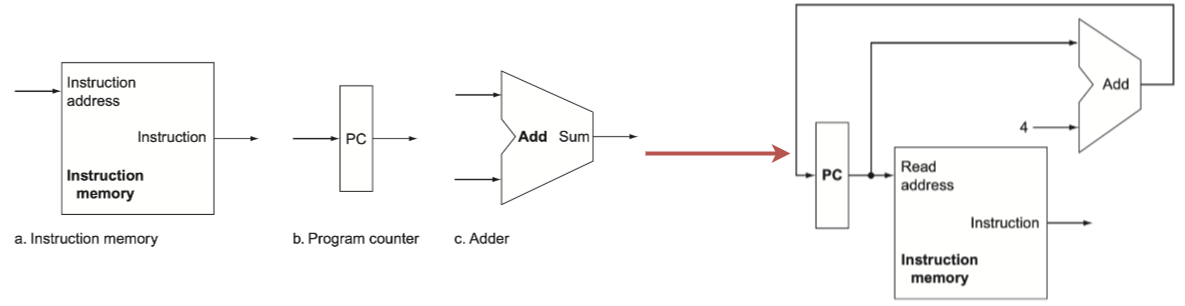 Instruction
address
Instruction
Instruction
memory
a. Instruction memory
PC
b. Program counter
Add Sum
c. Adder
Add
4
PC
Read
address
Instruction
Instruction
memory